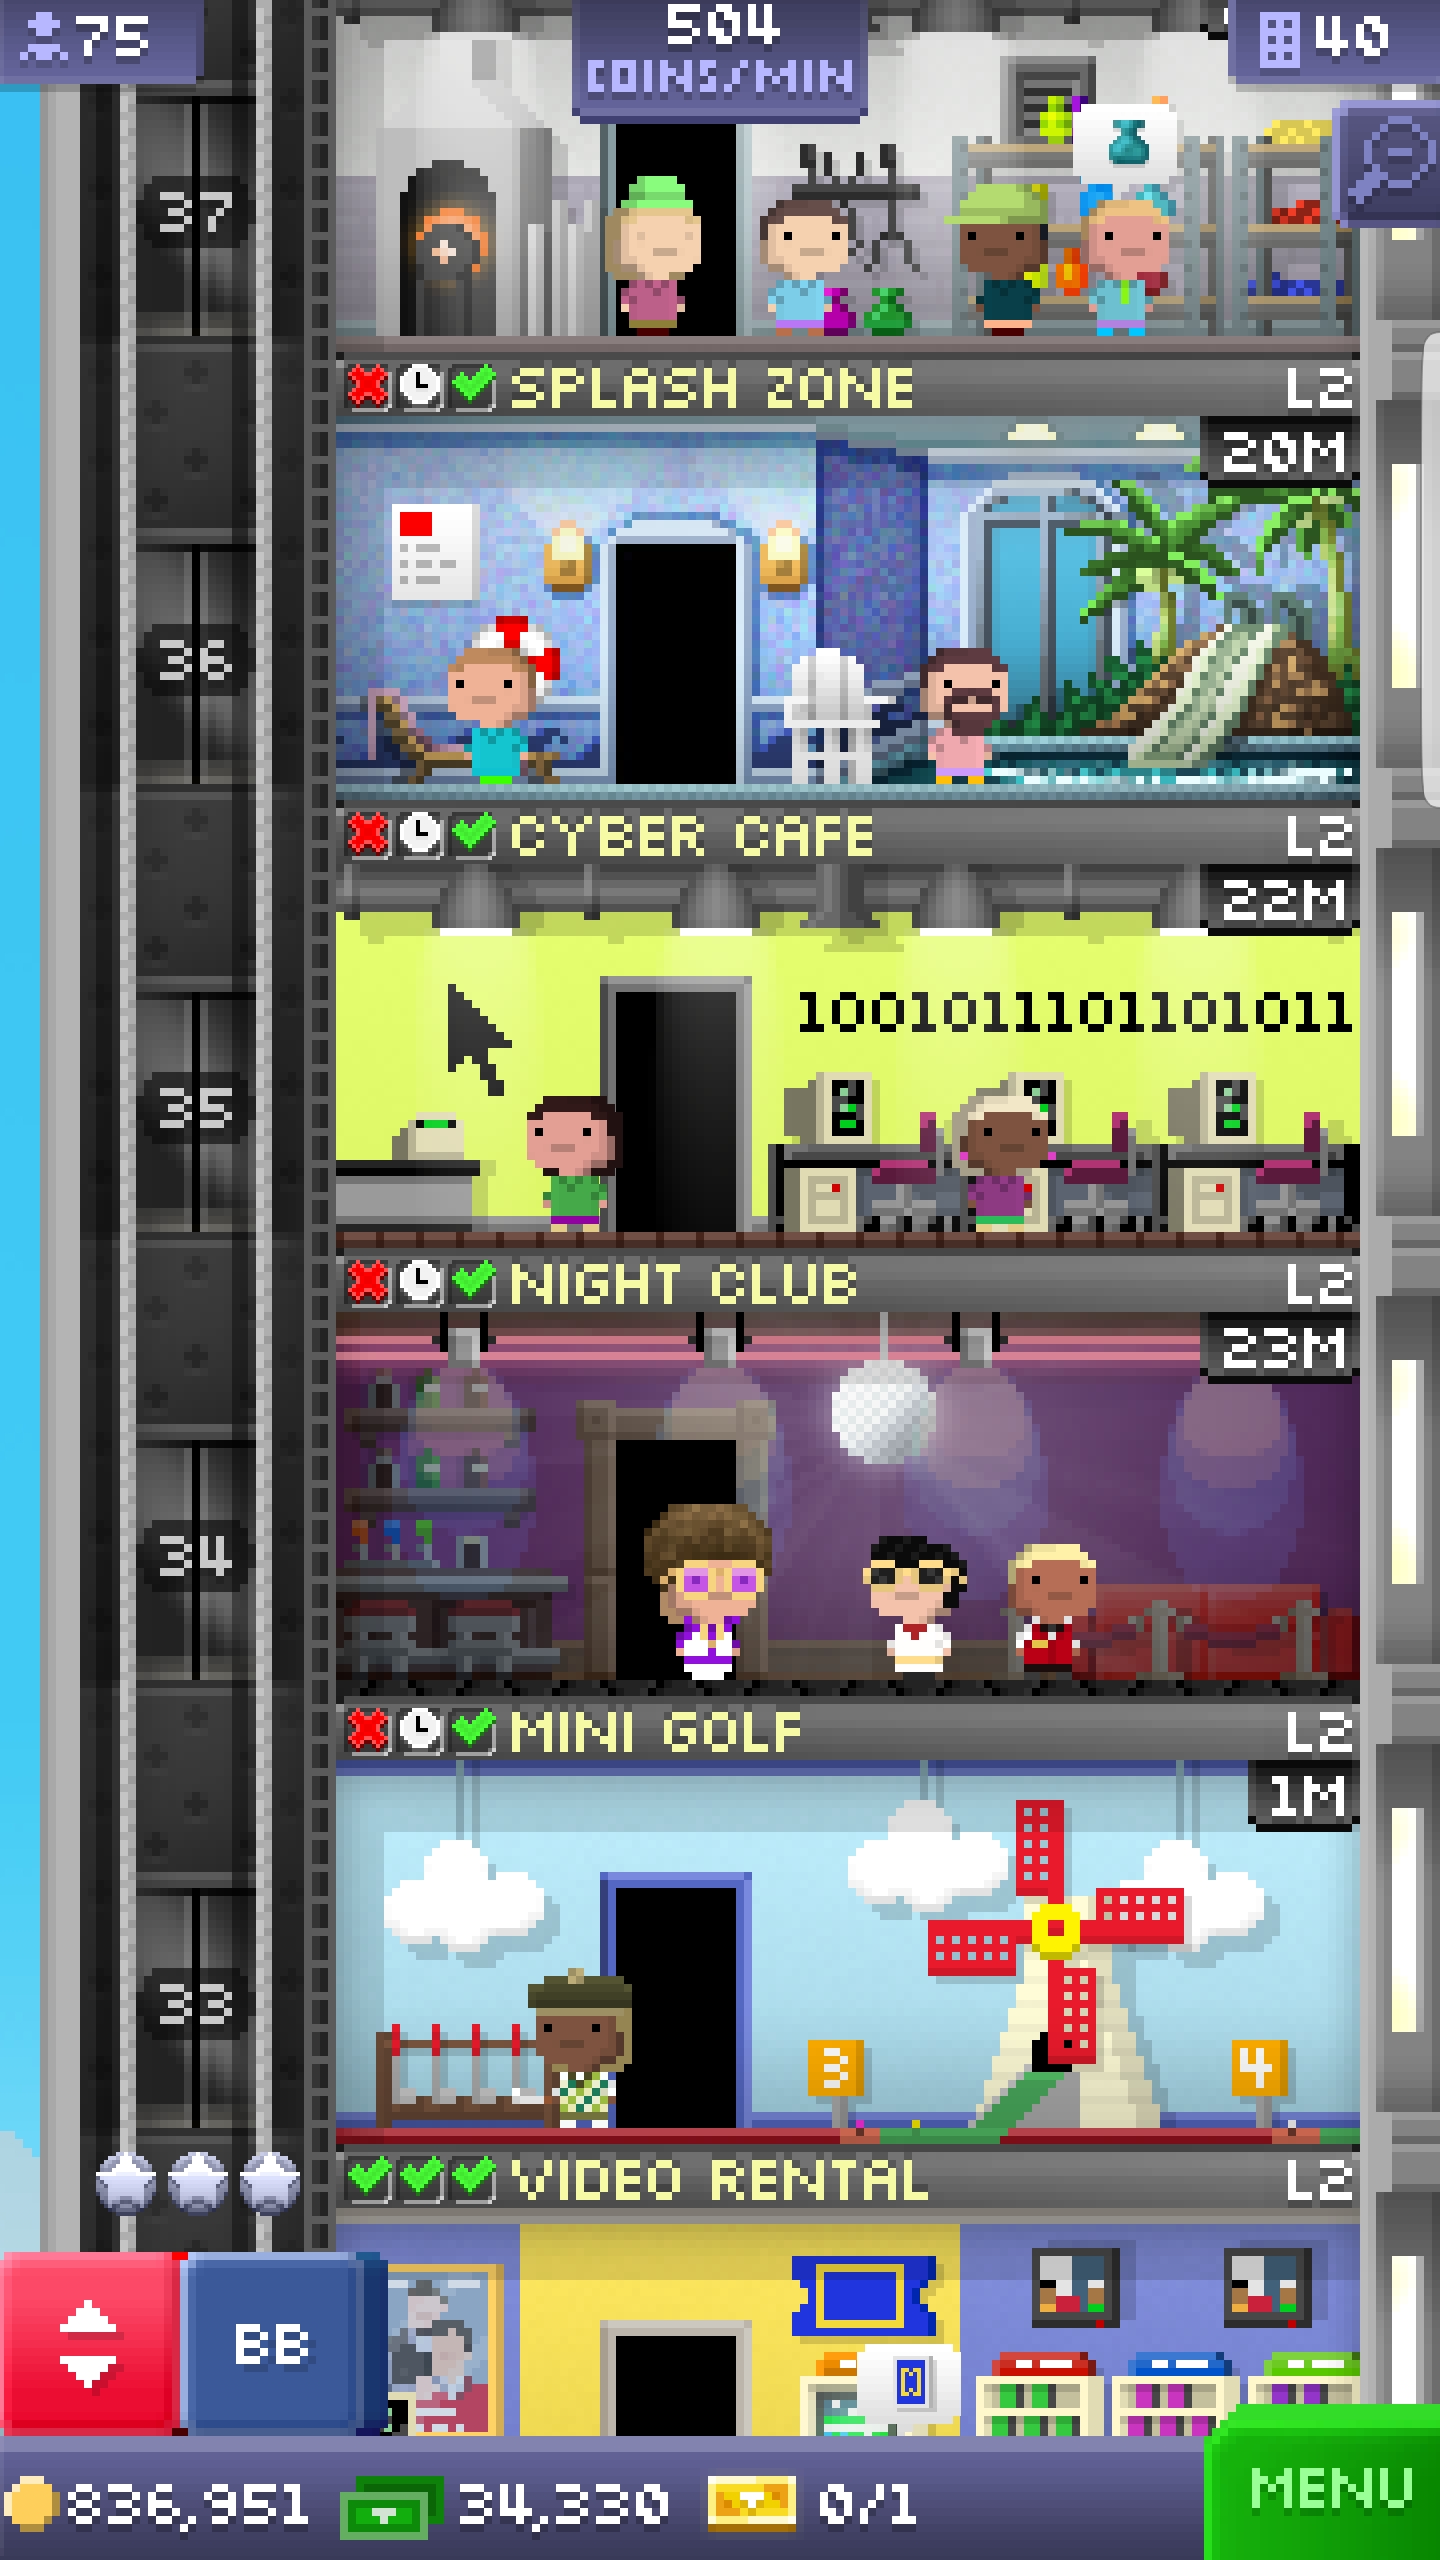 75
504
COINS/MIN
40
37
SPLASH ZONE L2
20M
36
CYBER CAFE L2
22M
1001011101101011
35
NIGHT CLUB L2
23M
34
MINI GOLF L2
1M
33
3
4
VIDEO RENTAL L2
BB
836,951
34,330
0/1
MENU